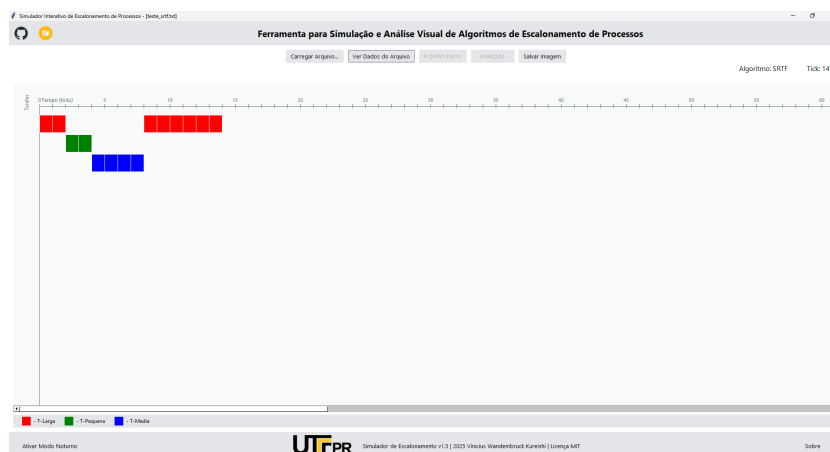 Simulador Interativo de Escalonamento de Processos - [teste_srtf.txt]
Ferramenta para Simulação e Análise Visual de Algoritmos de Escalonamento de Processos
Carregar Arquivo... Ver Dados do Arquivo Próximo Passo Finalizado Salvar Imagem
Algoritmo: SRTF Tick: 14
Tarefas
0 Tempo (ticks) 5 10 15 20 25 30 35 40 45 50 55 60
- T-Larga - T-Pequena - T-Media
Ativar Modo Noturno UTFPR Simulador de Escalonamento v1.5 | 2025 Vinicius Wandembruck Kureishi | Licença MIT Sobre